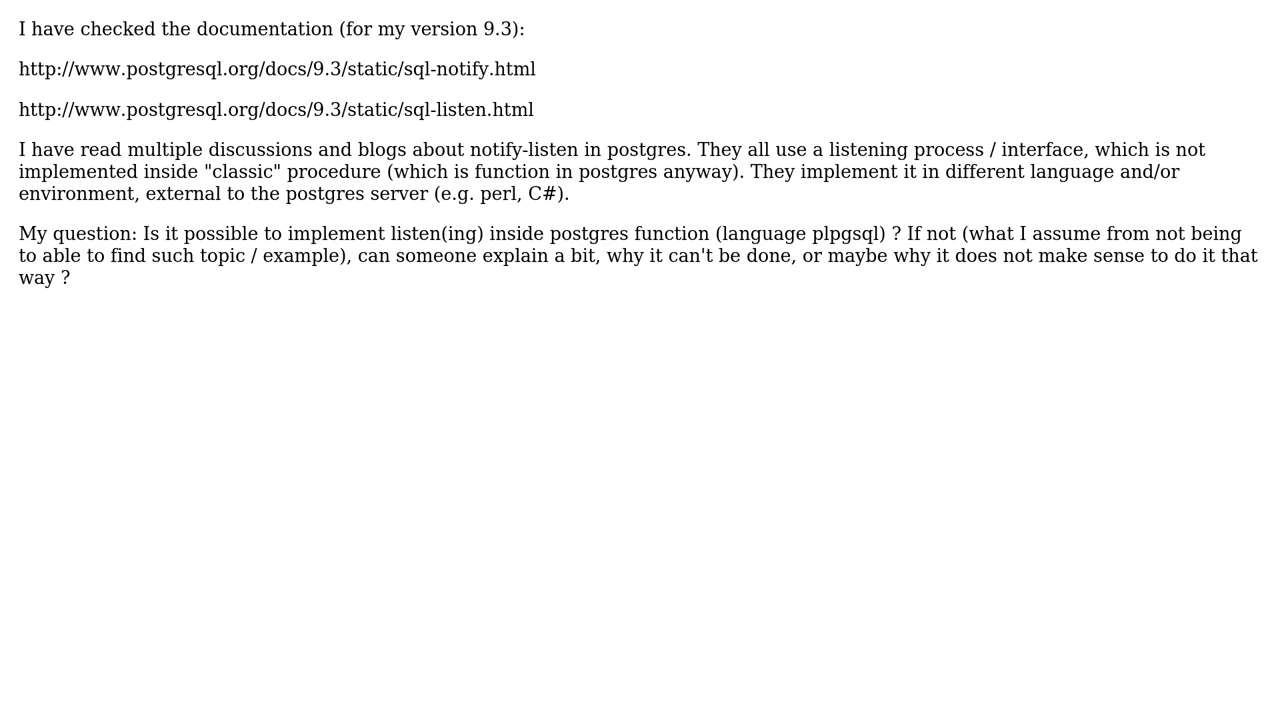 I have checked the documentation (for my version 9.3):
http://www.postgresql.org/docs/9.3/static/sql-notify.html
http://www.postgresql.org/docs/9.3/static/sql-listen.html
I have read multiple discussions and blogs about notify-listen in postgres. They all use a listening process / interface, which is not
implemented inside "classic" procedure (which is function in postgres anyway). They implement it in different language and/or
environment, external to the postgres server (e.g. perl, C#).
My question: Is it possible to implement listen(ing) inside postgres function (language plpgsql) ? If not (what I assume from not being
to able to find such topic / example), can someone explain a bit, why it can't be done, or maybe why it does not make sense to do it that
way ?